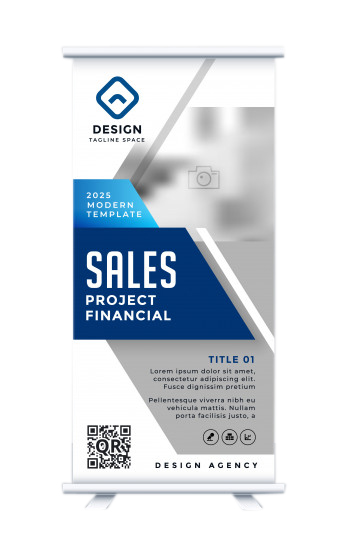 DESIGN
TAGLINE SPACE
2025
MODERN
TEMPLATE
SALES
PROJECT
FINANCIAL
TITLE 01
Lorem ipsum dolor sit amet,
consectetur adipiscing elit.
Fusce dignissim pretium
Pellentesque viverra mobris eu
vehicula mattis. Nullam
porta facilisis justo, a
QR
DESIGN AGENCY